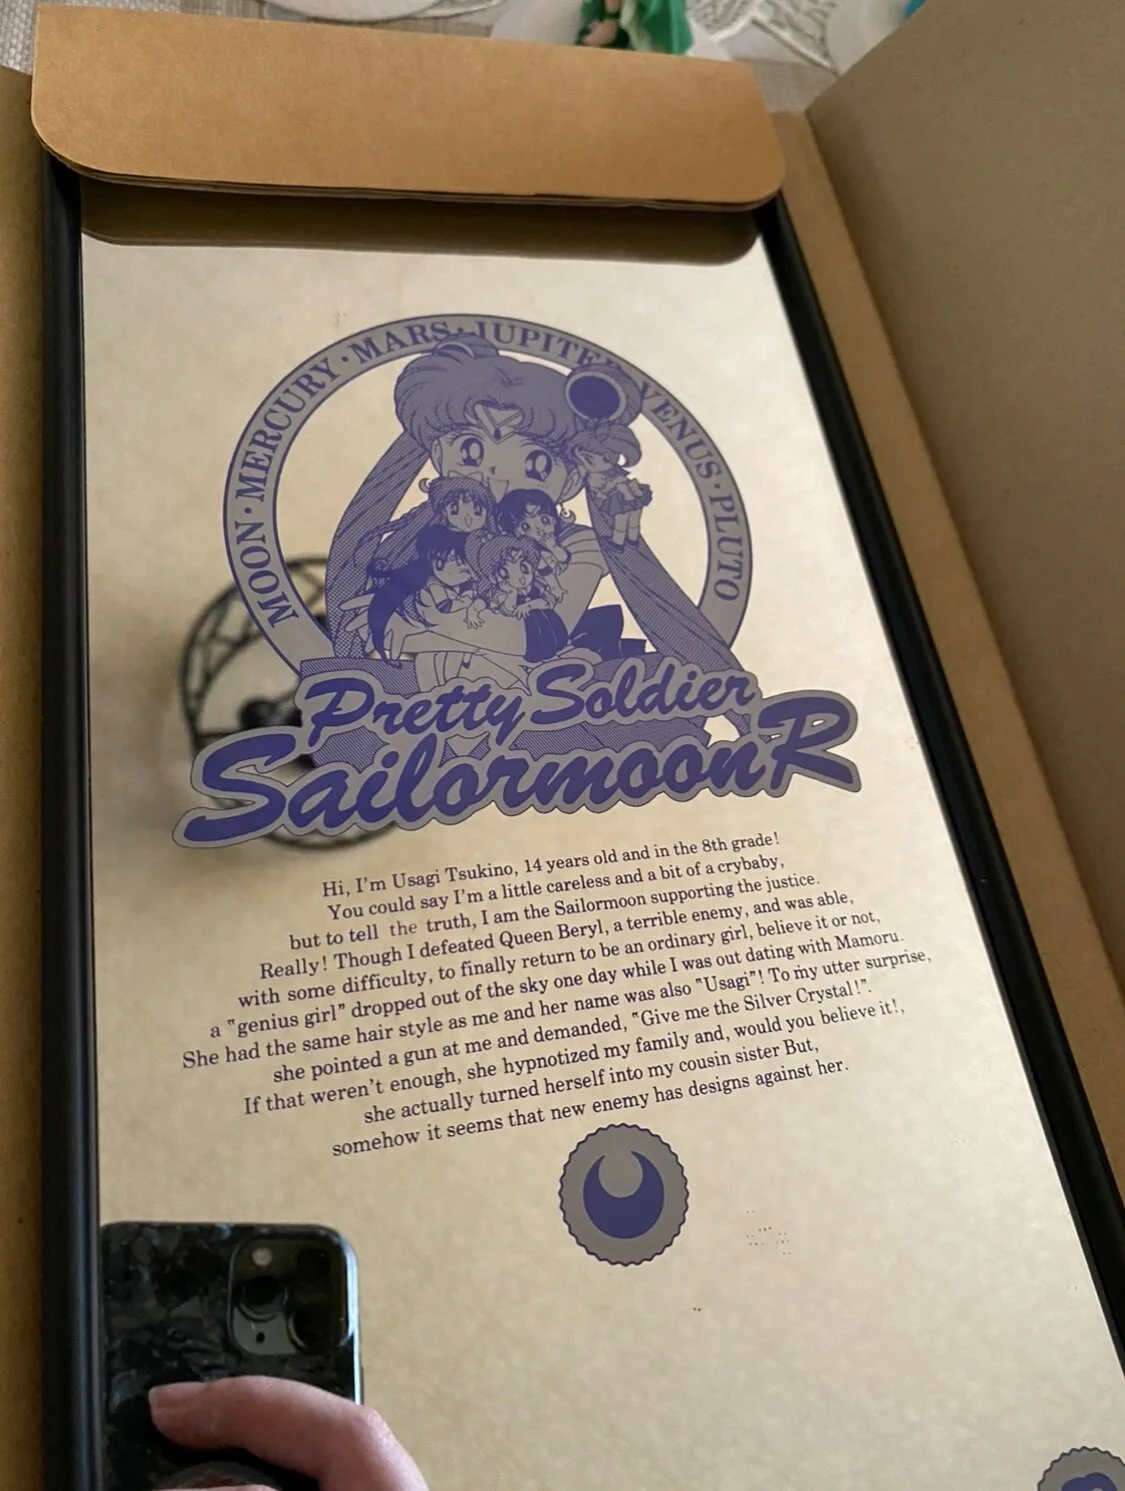 MOON · MERCURY · MARS · JUPITER · VENUS · PLUTO
Pretty Soldier
Sailormoon R
Hi, I'm Usagi Tsukino, 14 years old and in the 8th grade!
You could say I'm a little careless and a bit of a crybaby,
but to tell the truth, I am the Sailormoon supporting the justice.
Really! Though I defeated Queen Beryl, a terrible enemy, and was able,
with some difficulty, to finally return to be an ordinary girl, believe it or not,
a "genius girl" dropped out of the sky one day while I was out dating with Mamoru.
She had the same hair style as me and her name was also "Usagi"! To my utter surprise,
she pointed a gun at me and demanded, "Give me the Silver Crystal!".
If that weren't enough, she hypnotized my family and, would you believe it!,
she actually turned herself into my cousin sister But,
somehow it seems that new enemy has designs against her.